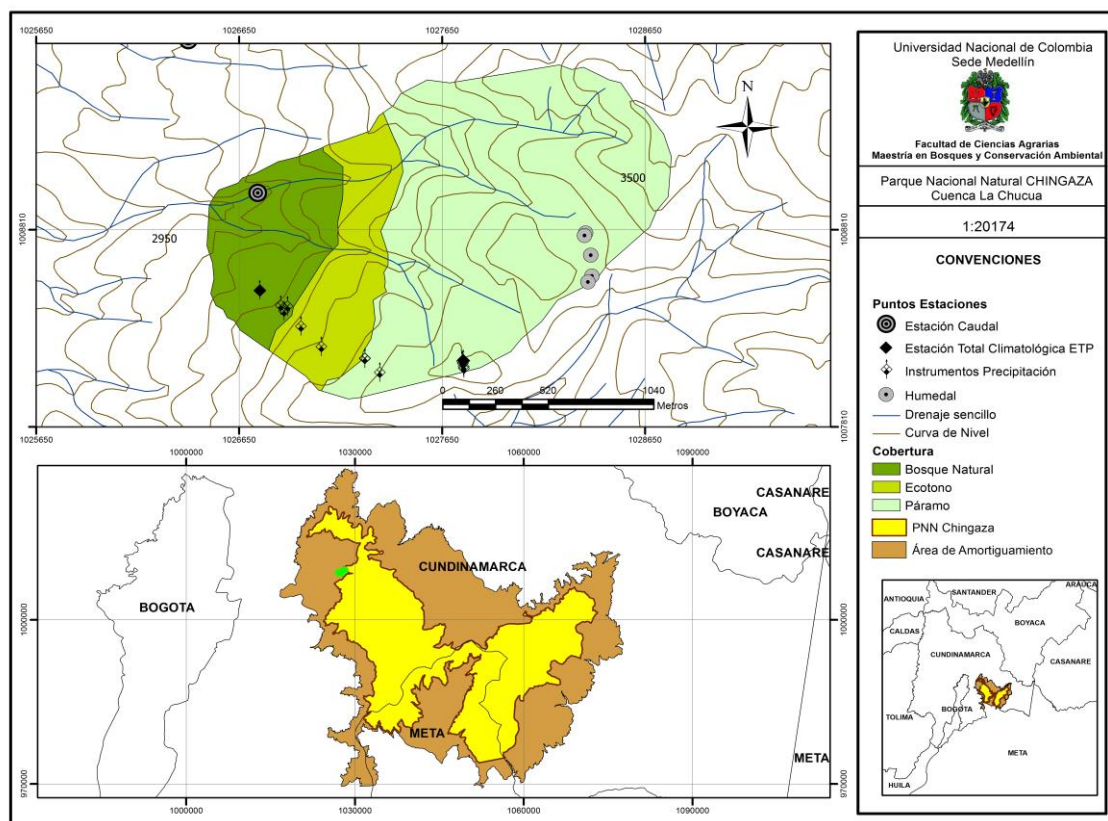 1025650
1026650
1027650
1028650
1008810
1007810
2950
3500
N
0 260 520 1040
Metros
1025650
1026650
1027650
1028650
1008810
1007810
1000000
1030000
1060000
1090000
CASANARE
BOYACA
CASANARE
CUNDINAMARCA
BOGOTA
META
META
1000000
970000
1000000
970000
1000000
1030000
1060000
1090000
Universidad Nacional de Colombia
Sede Medellín
Facultad de Ciencias Agrarias
Maestría en Bosques y Conservación Ambiental
Parque Nacional Natural CHINGAZA
Cuenca La Chucua
1:20174
CONVENCIONES
Puntos Estaciones
Estación Caudal
Estación Total Climatológica ETP
Instrumentos Precipitación
Humedal
Drenaje sencillo
Curva de Nivel
Cobertura
Bosque Natural
Ecotono
Páramo
PNN Chingaza
Área de Amortiguamiento
ARAUCA
SANTANDER
ANTIOQUIA
BOYACA
CALDAS
CUNDINAMARCA
CASANARE
BOGOTA
TOLIMA
META
HUILA